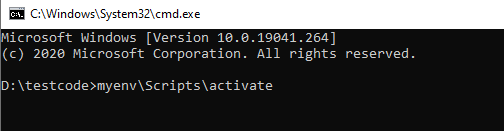 C:\Windows\System32\cmd.exe
Microsoft Windows [Version 10.0.19041.264]
(c) 2020 Microsoft Corporation. All rights reserved.
D:\testcode>myenv\Scripts\activate